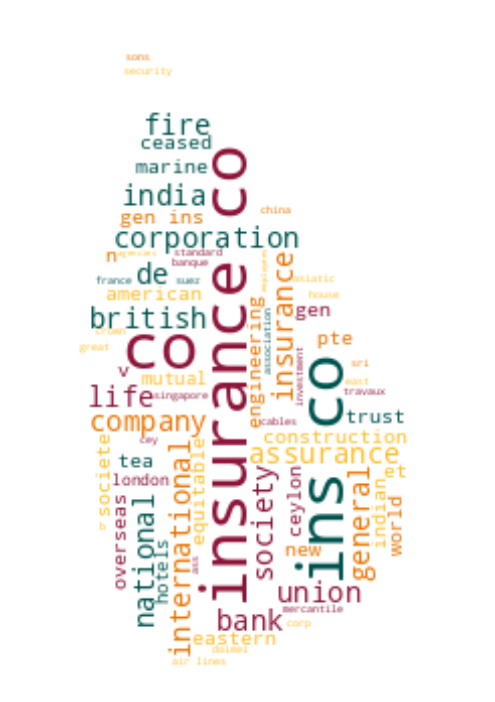 sons
security
fire
ceased
co
marine
india
china
gen ins
corporation
n
agencies
standard
banque
employees
de
france
suez
asiatic
american
house
insurance
insurance
engineering
association
gen
british
crown
great
co
pte
v
mutual
investment
sri
co
east
travaux
life
singapore
company
cables
trust
cey
construction
assurance
societe
tea
international
equitable
london
society
ceylon
ins
general
et
indian
world
overseas
national
hotels
ass
new
union
mercantile
bank
corp
eastern
daimei
air lines